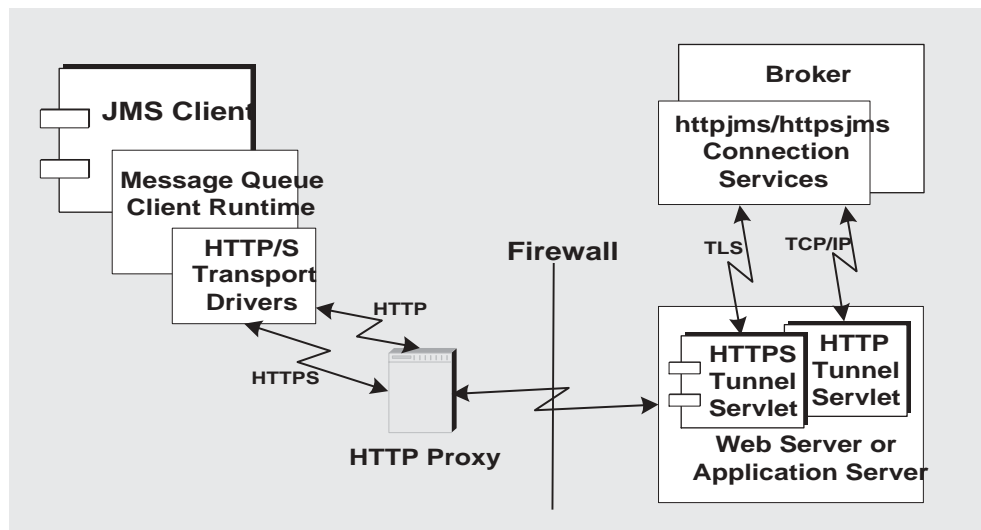 JMS Client
Message Queue
Client Runtime
HTTP/S
Transport
Drivers
HTTP
HTTPS
HTTP Proxy
Firewall
Broker
httpjms/httpsjms
Connection
Services
TLS
TCP/IP
HTTPS
Tunnel
Servlet
HTTP
Tunnel
Servlet
Web Server or
Application Server